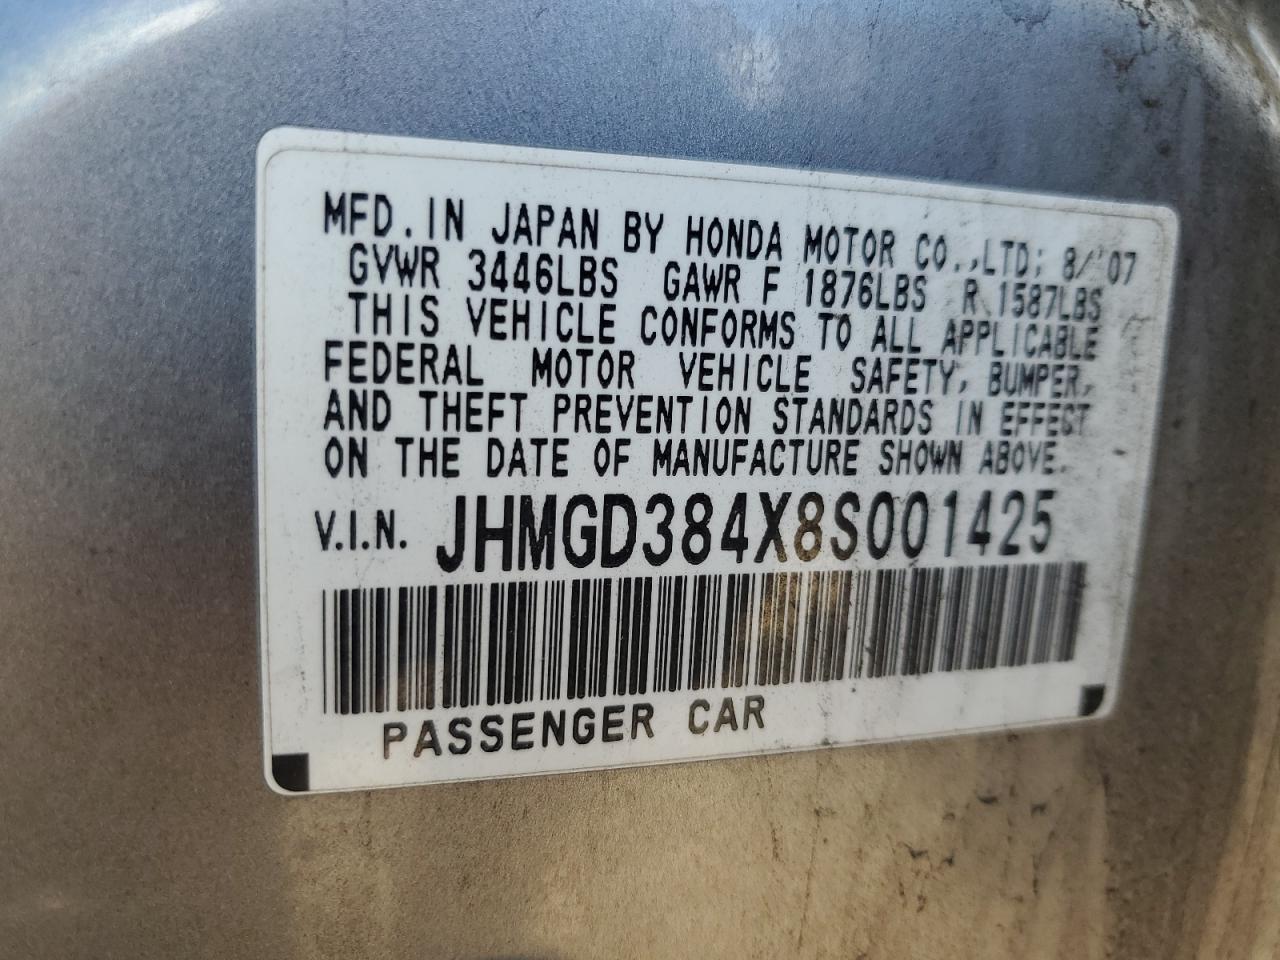 MFD. IN JAPAN BY HONDA MOTOR CO.,LTD; 8/'07
GVWR 3446LBS GAWR F 1876LBS R 1587LBS
THIS VEHICLE CONFORMS TO ALL APPLICABLE
FEDERAL MOTOR VEHICLE SAFETY, BUMPER,
AND THEFT PREVENTION STANDARDS IN EFFECT
ON THE DATE OF MANUFACTURE SHOWN ABOVE.
V.I.N. JHMGD384X8S001425
PASSENGER CAR